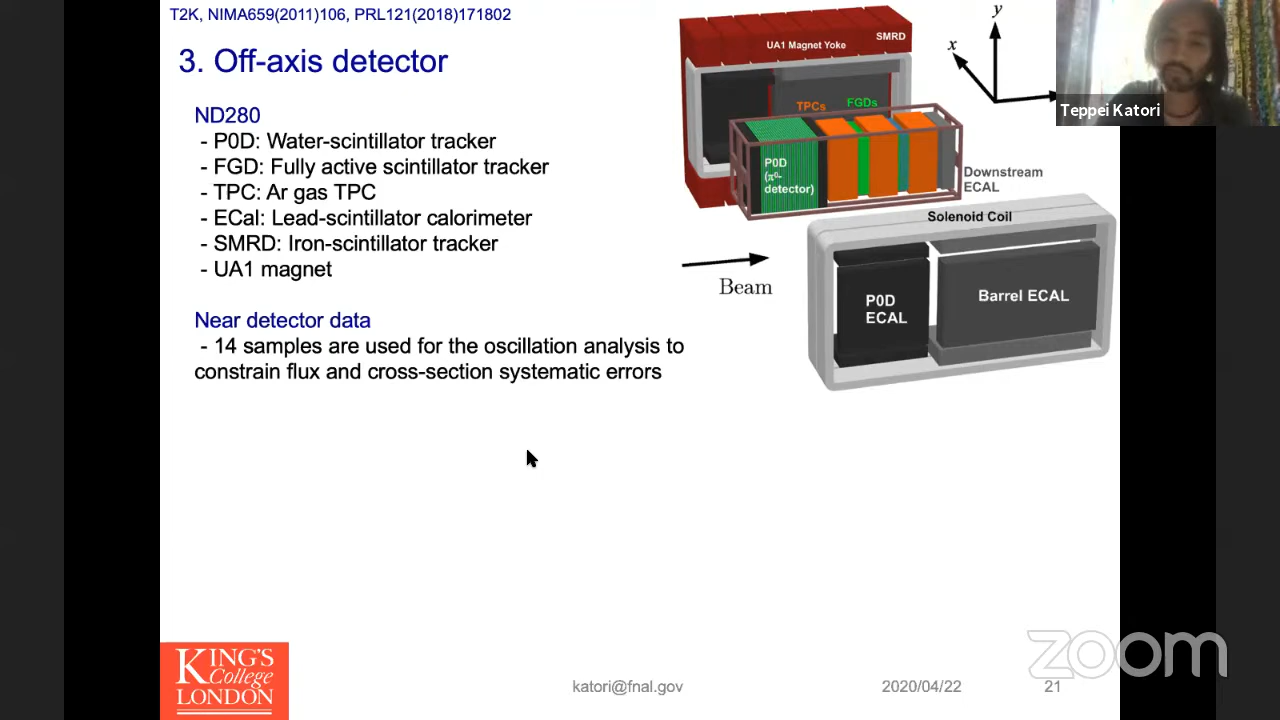 T2K, NIMA659(2011)106, PRL121(2018)171802
3. Off-axis detector
ND280
- P0D: Water-scintillator tracker
- FGD: Fully active scintillator tracker
- TPC: Ar gas TPC
- ECal: Lead-scintillator calorimeter
- SMRD: Iron-scintillator tracker
- UA1 magnet
Near detector data
- 14 samples are used for the oscillation analysis to
constrain flux and cross-section systematic errors
SMRD
UA1 Magnet Yoke
TPCs
FGDs
P0D
(π⁰-
detector)
Downstream
ECAL
Solenoid Coil
P0D
ECAL
Barrel ECAL
Beam
y
x
Teppei Katori
zoom
KING'S
College
LONDON
katori@fnal.gov
2020/04/22
21